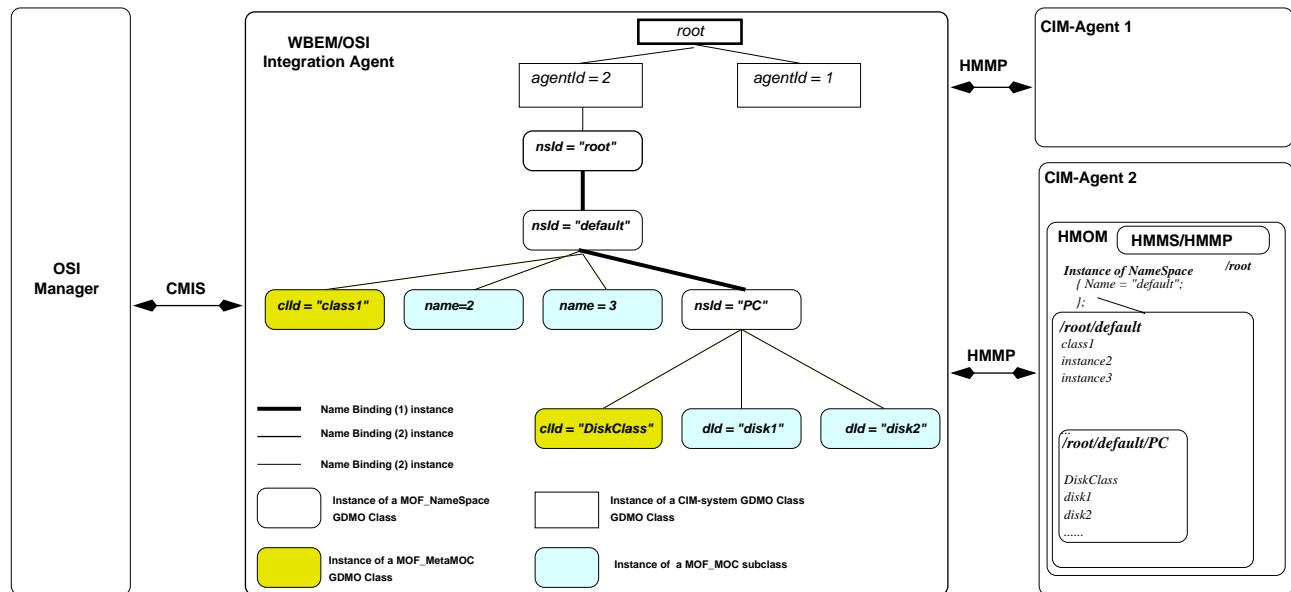 OSI
Manager
CMIS
WBEM/OSI
Integration Agent
root
agentId = 2
agentId = 1
nsId = "root"
nsId = "default"
clId = "class1"
name=2
name = 3
nsId = "PC"
clId = "DiskClass"
dId = "disk1"
dId = "disk2"
Name Binding (1) instance
Name Binding (2) instance
Name Binding (2) instance
Instance of a MOF_NameSpace
GDMO Class
Instance of a CIM-system GDMO Class
GDMO Class
Instance of a MOF_MetaMOC
GDMO Class
Instance of a MOF_MOC subclass
HMMP
HMMP
CIM-Agent 1
CIM-Agent 2
HMOM
HMMS/HMMP
/root
Instance of NameSpace
{ Name = "default";
};
/root/default
class1
instance2
instance3
...
/root/default/PC
DiskClass
disk1
disk2
......